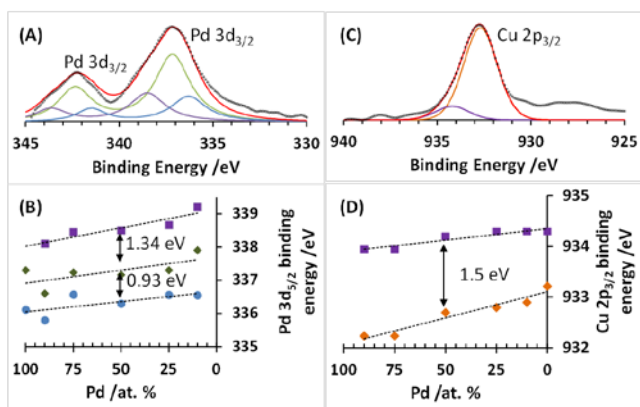 (A)
Pd 3d3/2
Pd 3d3/2
345 340 335 330
Binding Energy /eV
(C)
Cu 2p3/2
940 935 930 925
Binding Energy /eV
(B)
1.34 eV
0.93 eV
339
338
337
336
335
Pd 3d5/2 binding
energy /eV
100 75 50 25 0
Pd /at. %
(D)
1.5 eV
935
934
933
932
Cu 2p3/2 binding
energy /eV
100 75 50 25 0
Pd /at. %